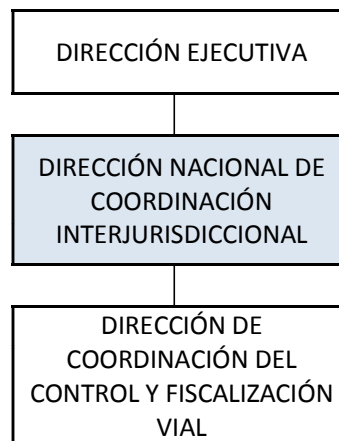 DIRECCIÓN EJECUTIVA
DIRECCIÓN NACIONAL DE
COORDINACIÓN
INTERJURISDICCIONAL
DIRECCIÓN DE
COORDINACIÓN DEL
CONTROL Y FISCALIZACIÓN
VIAL